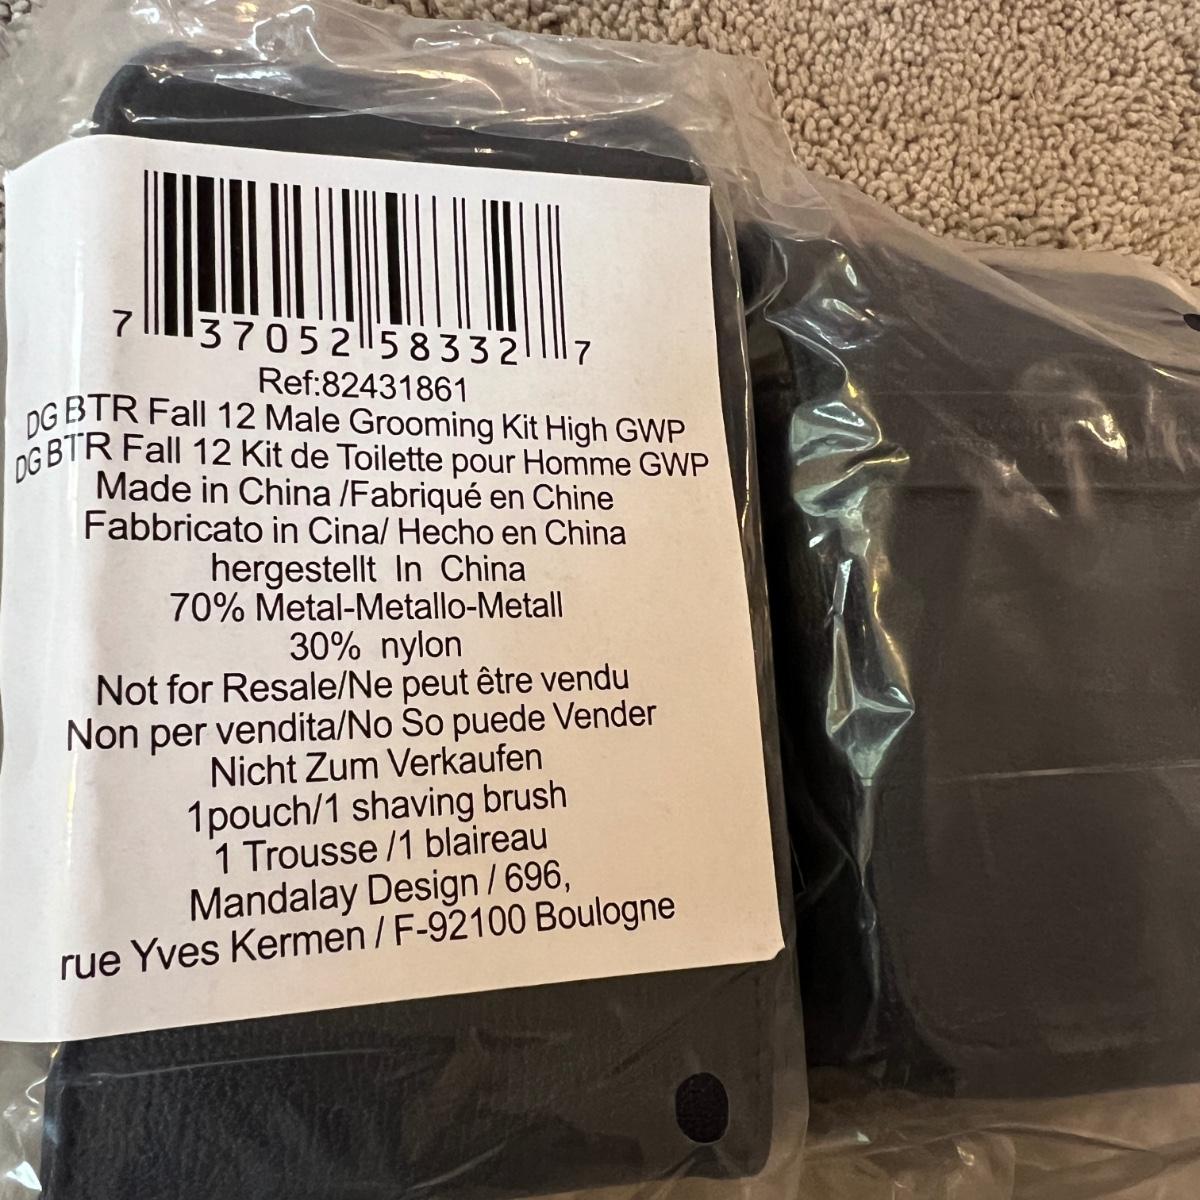 7 37052 58332 7
Ref:82431861
DG BTR Fall 12 Male Grooming Kit High GWP
DG BTR Fall 12 Kit de Toilette pour Homme GWP
Made in China /Fabriqué en Chine
Fabbricato in Cina/ Hecho en China
hergestellt In China
70% Metal-Metallo-Metall
30% nylon
Not for Resale/Ne peut être vendu
Non per vendita/No So puede Vender
Nicht Zum Verkaufen
1pouch/1 shaving brush
1 Trousse /1 blaireau
Mandalay Design / 696,
rue Yves Kermen / F-92100 Boulogne